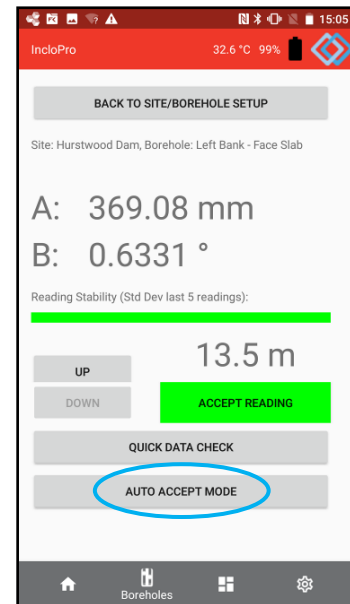 15:05
IncloPro 32.6 °C 99%
BACK TO SITE/BOREHOLE SETUP
Site: Hurstwood Dam, Borehole: Left Bank - Face Slab
A: 369.08 mm
B: 0.6331 °
Reading Stability (Std Dev last 5 readings):
13.5 m
UP
DOWN
ACCEPT READING
QUICK DATA CHECK
AUTO ACCEPT MODE
Boreholes